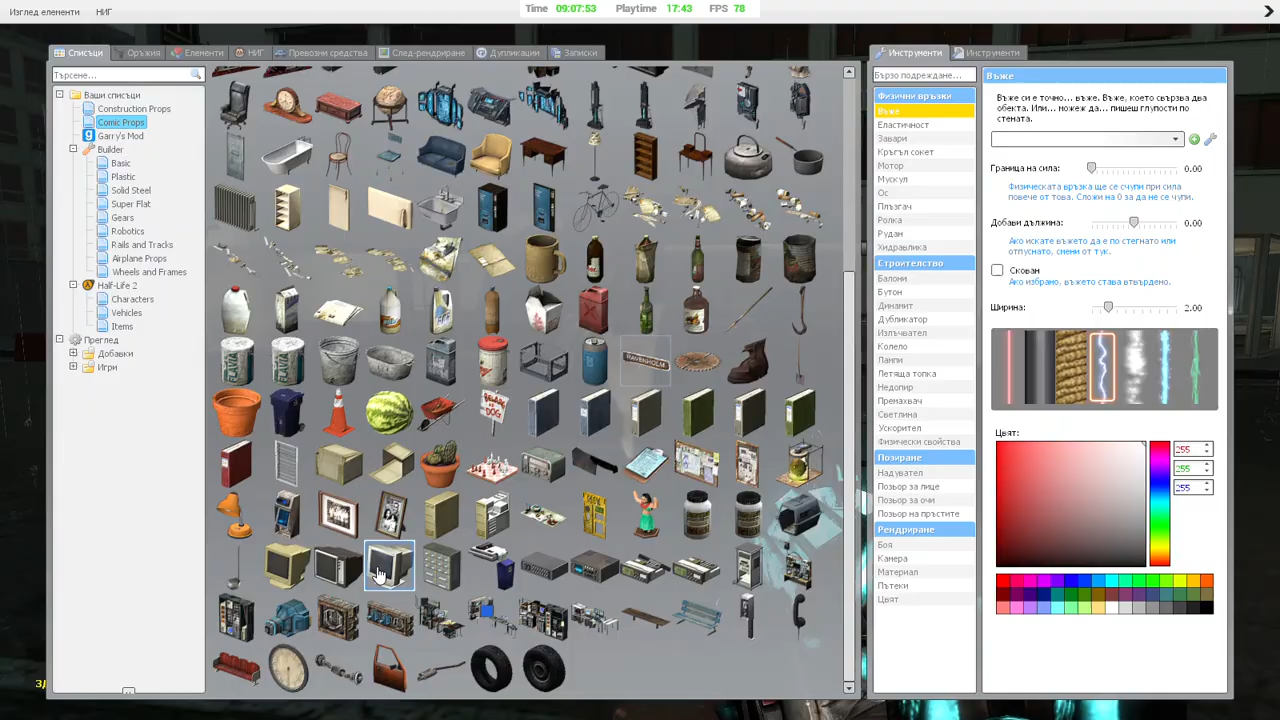 Изглед елементи НИГ
Time 09:07:53 Playtime 17:43 FPS 78
Списъци Оръжия Елементи НИГ Превозни средства След-рендриране Дупликации Записки
Инструменти Инструменти
Търсене...
Ваши списъци
Construction Props
Comic Props
Garry's Mod
Builder
Basic
Plastic
Solid Steel
Super Flat
Gears
Robotics
Rails and Tracks
Airplane Props
Wheels and Frames
Half-Life 2
Characters
Vehicles
Items
Преглед
Добавки
Игри
RAVENHOLM
Бързо подреждане...
Физични връзки
Въже
Еластичност
Завари
Кръгъл сокет
Мотор
Мускул
Ос
Плъзгач
Ролка
Рудан
Хидравлика
Строителство
Балони
Бутон
Динамит
Дубликатор
Излъчвател
Колело
Лампи
Летяща топка
Недопир
Премахвач
Светлина
Ускорител
Физически свойства
Позиране
Надувател
Позьор за лице
Позьор за очи
Позьор на пръстите
Рендриране
Боя
Камера
Материал
Пътеки
Цвят
Въже
Въже си е точно... въже. Въже, което свързва два
обекта. Или... можеш да... пишеш глупости по
стената.
Граница на сила: 0.00
Физическата връзка ще се счупи при сила
повече от това. Сложи на 0 за да не се чупи.
Добави дължина: 0.00
Ако искате въжето да е по стегнато или
отпуснато, смени от тук.
Скован
Ако избрано, въжето става втвърдено.
Ширина: 2.00
Цвят:
255
255
255